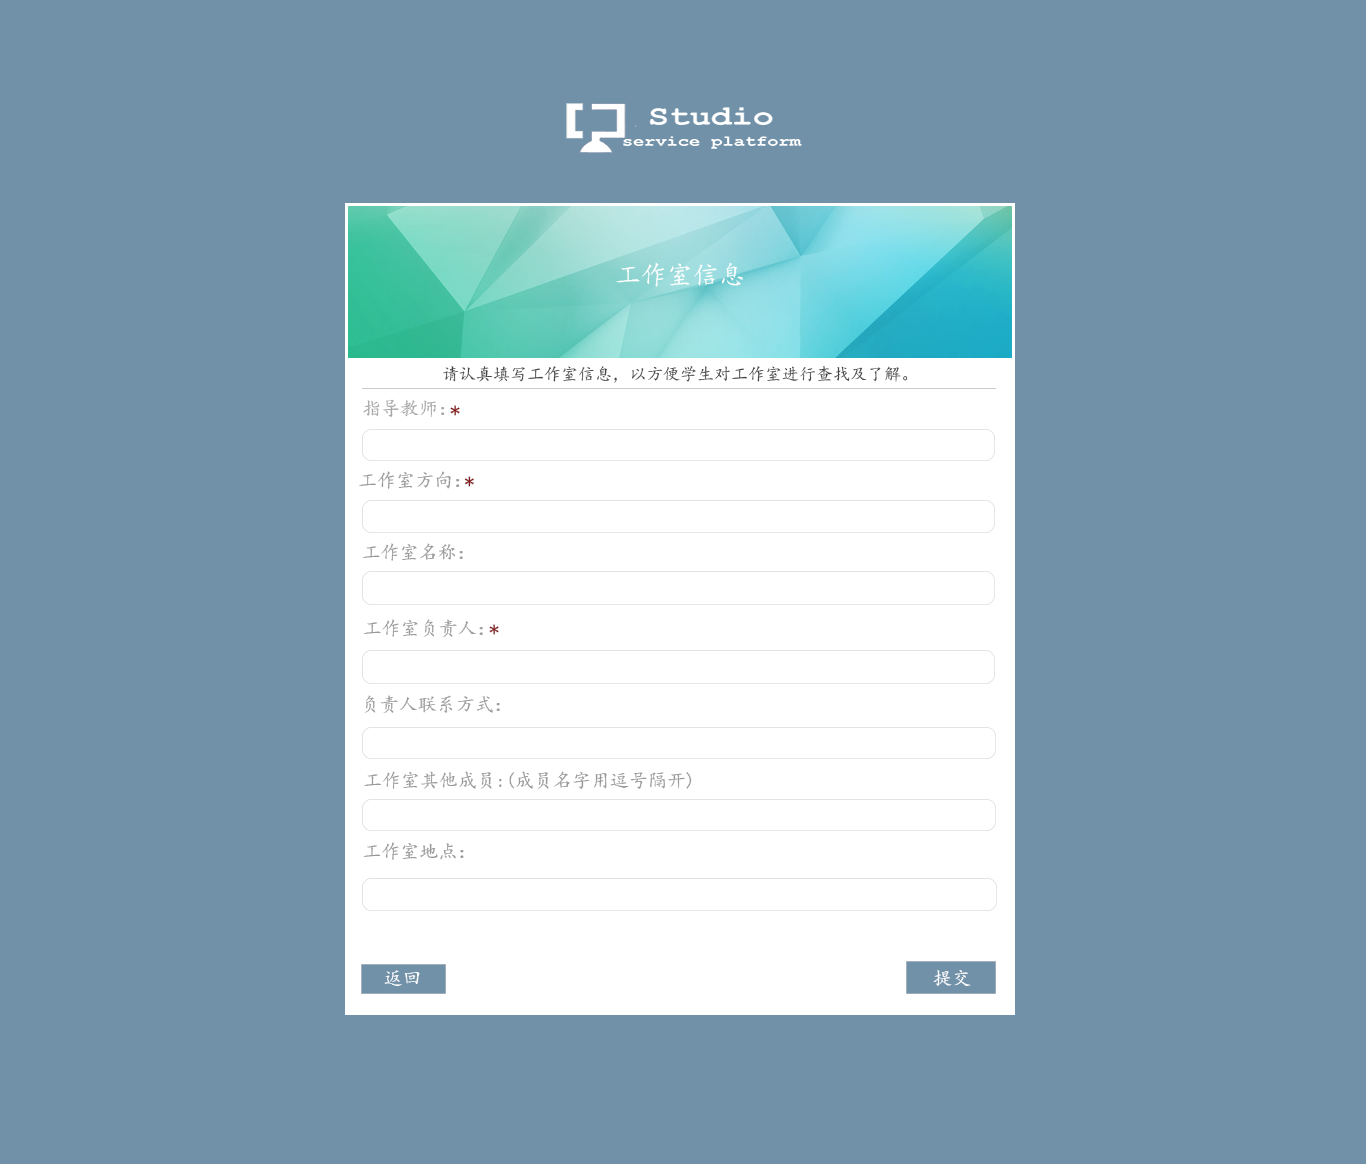 Studio
service platform
工作室信息
请认真填写工作室信息，以方便学生对工作室进行查找及了解。
指导教师:*
工作室方向:*
工作室名称:
工作室负责人:*
负责人联系方式:
工作室其他成员:(成员名字用逗号隔开)
工作室地点:
返回 提交